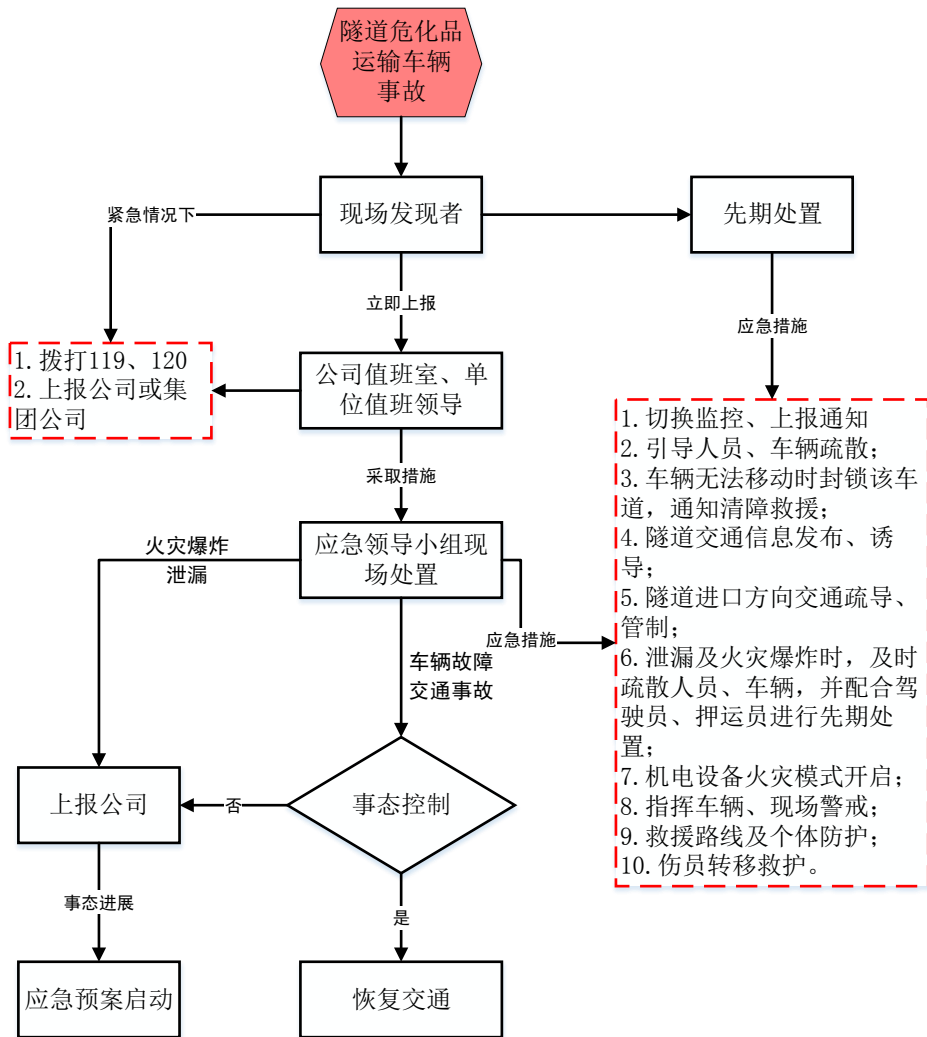 隧道危化品
运输车辆
事故
紧急情况下
现场发现者
先期处置
立即上报
应急措施
1.拨打119、120
2.上报公司或集
团公司
公司值班室、单
位值班领导
采取措施
1.切换监控、上报通知
2.引导人员、车辆疏散；
3.车辆无法移动时封锁该车
道，通知清障救援；
4.隧道交通信息发布、诱
导；
5.隧道进口方向交通疏导、
管制；
6.泄漏及火灾爆炸时，及时
疏散人员、车辆，并配合驾
驶员、押运员进行先期处
置；
7.机电设备火灾模式开启；
8.指挥车辆、现场警戒；
9.救援路线及个体防护；
10.伤员转移救护。
火灾爆炸
泄漏
应急领导小组现
场处置
应急措施
车辆故障
交通事故
上报公司
否
事态控制
事态进展
是
应急预案启动
恢复交通